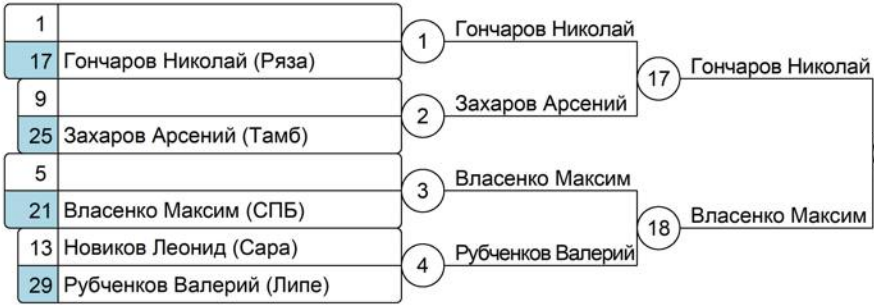 1
17 Гончаров Николай (Ряза)
9
25 Захаров Арсений (Тамб)
5
21 Власенко Максим (СПБ)
13 Новиков Леонид (Сара)
29 Рубченков Валерий (Липе)
1 Гончаров Николай
2 Захаров Арсений
3 Власенко Максим
4 Рубченков Валерий
17 Гончаров Николай
18 Власенко Максим